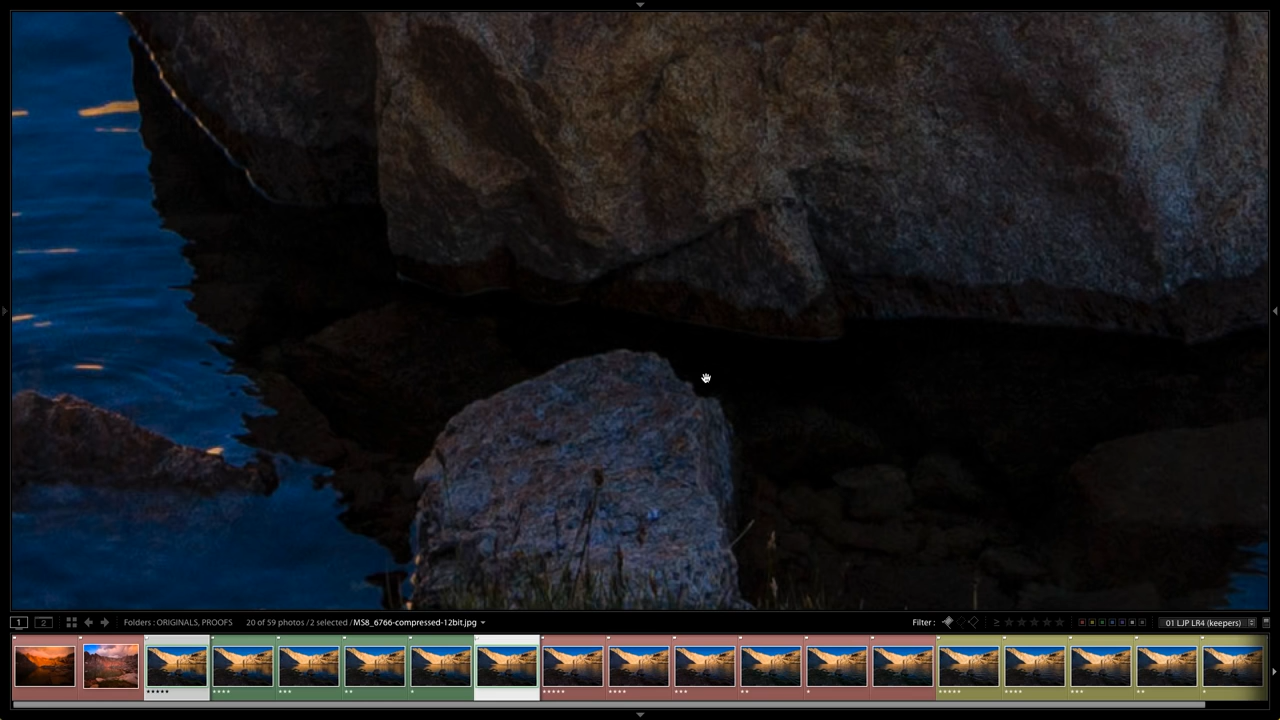 1 2 Folders : ORIGINALS, PROOFS 20 of 59 photos / 2 selected / MS8_6766-compressed-12bit.jpg Filter : ≥ ★★★★★ 01 LJP LR4 (keepers)